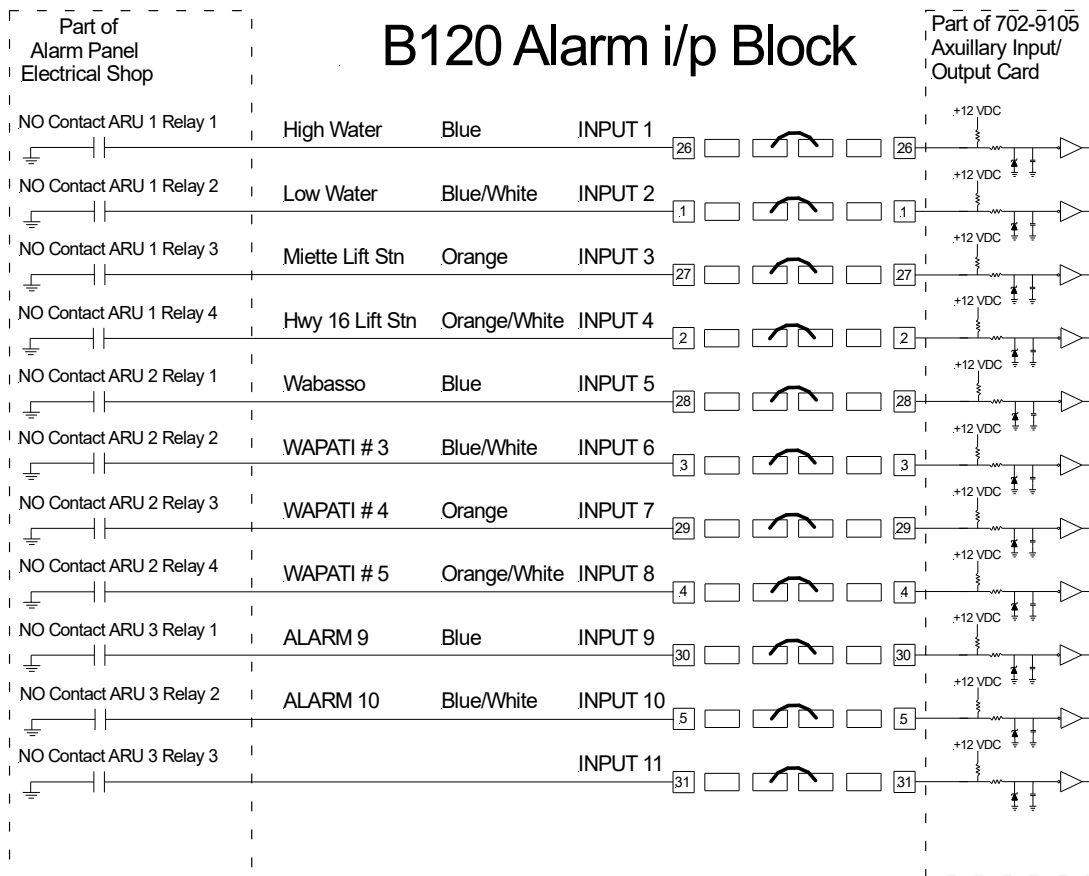 Part of
Alarm Panel
Electrical Shop
B120 Alarm i/p Block
Part of 702-9105
Axuillary Input/
Output Card
NO Contact ARU 1 Relay 1
High Water Blue INPUT 1
26 26
+12 VDC
NO Contact ARU 1 Relay 2
Low Water Blue/White INPUT 2
1 1
+12 VDC
NO Contact ARU 1 Relay 3
Miette Lift Stn Orange INPUT 3
27 27
+12 VDC
NO Contact ARU 1 Relay 4
Hwy 16 Lift Stn Orange/White INPUT 4
2 2
+12 VDC
NO Contact ARU 2 Relay 1
Wabasso Blue INPUT 5
28 28
+12 VDC
NO Contact ARU 2 Relay 2
WAPATI # 3 Blue/White INPUT 6
3 3
+12 VDC
NO Contact ARU 2 Relay 3
WAPATI # 4 Orange INPUT 7
29 29
+12 VDC
NO Contact ARU 2 Relay 4
WAPATI # 5 Orange/White INPUT 8
4 4
+12 VDC
NO Contact ARU 3 Relay 1
ALARM 9 Blue INPUT 9
30 30
+12 VDC
NO Contact ARU 3 Relay 2
ALARM 10 Blue/White INPUT 10
5 5
+12 VDC
NO Contact ARU 3 Relay 3
INPUT 11
31 31
+12 VDC